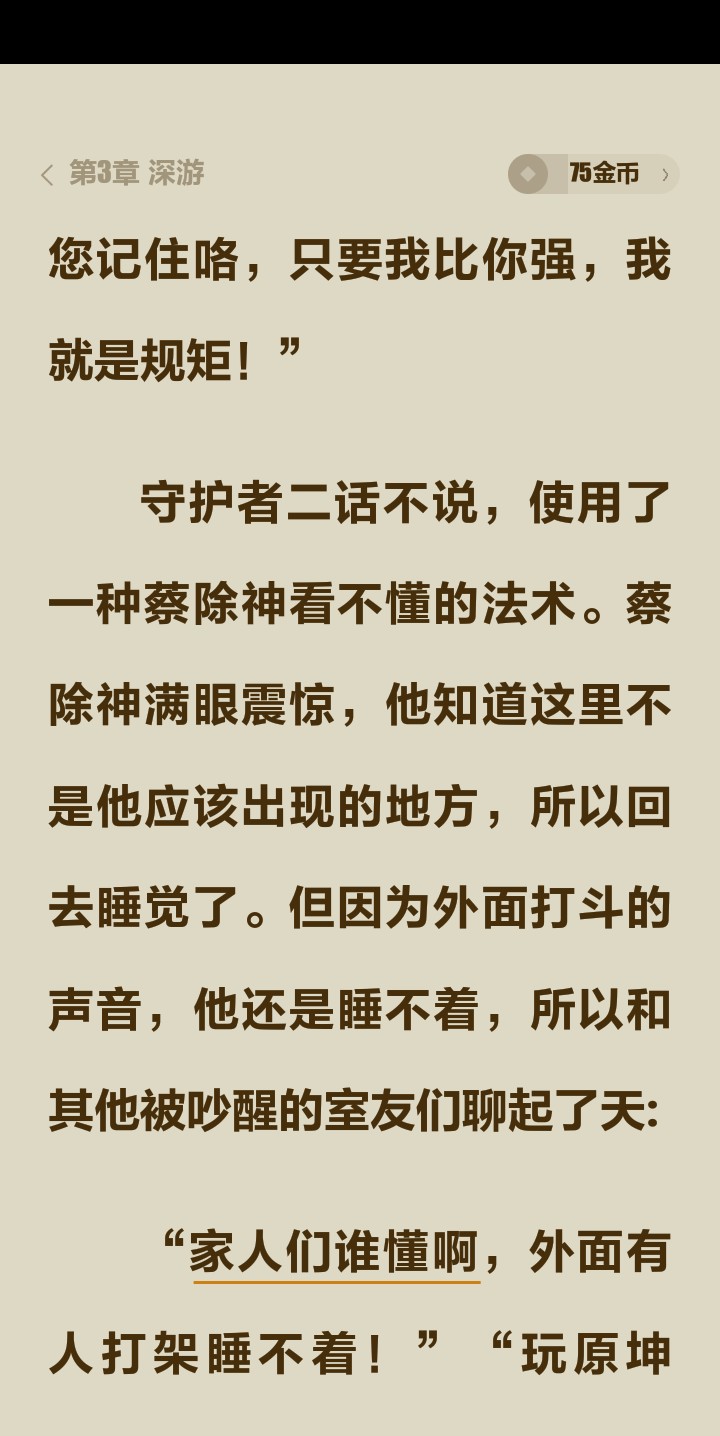 第3章 深游
75金币
您记住咯，只要我比你强，我
就是规矩！”
守护者二话不说，使用了
一种蔡除神看不懂的法术。蔡
除神满眼震惊，他知道这里不
是他应该出现的地方，所以回
去睡觉了。但因为外面打斗的
声音，他还是睡不着，所以和
其他被吵醒的室友们聊起了天:
“家人们谁懂啊，外面有
人打架睡不着！”“玩原坤